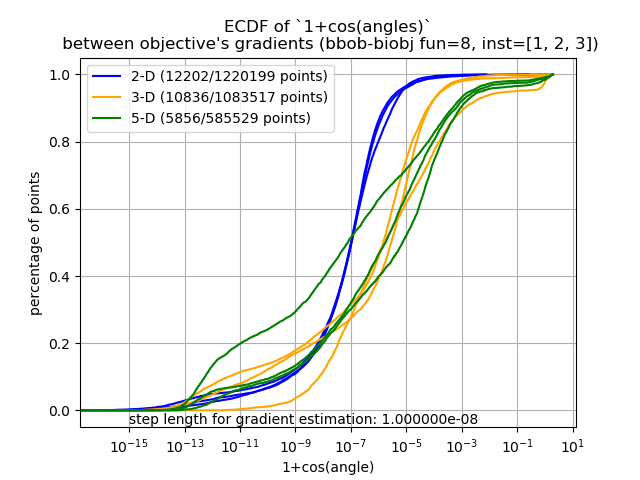 ECDF of `1+cos(angles)`
between objective's gradients (bbob-biobj fun=8, inst=[1, 2, 3])
2-D (12202/1220199 points)
3-D (10836/1083517 points)
5-D (5856/585529 points)
percentage of points
1.0
0.8
0.6
0.4
0.2
0.0
step length for gradient estimation: 1.000000e-08
10⁻¹⁵ 10⁻¹³ 10⁻¹¹ 10⁻⁹ 10⁻⁷ 10⁻⁵ 10⁻³ 10⁻¹ 10¹
1+cos(angle)